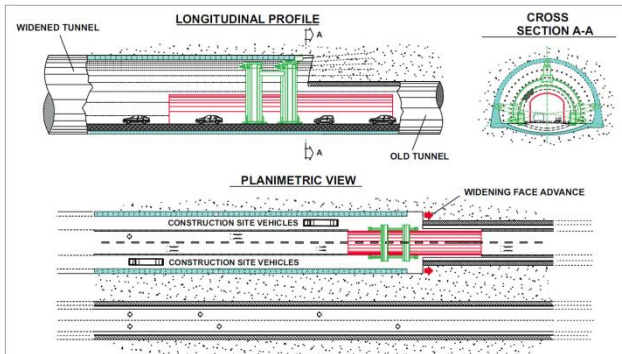 LONGITUDINAL PROFILE
CROSS
SECTION A-A
WIDENED TUNNEL
A
A
OLD TUNNEL
PLANIMETRIC VIEW
WIDENING FACE ADVANCE
CONSTRUCTION SITE VEHICLES
CONSTRUCTION SITE VEHICLES